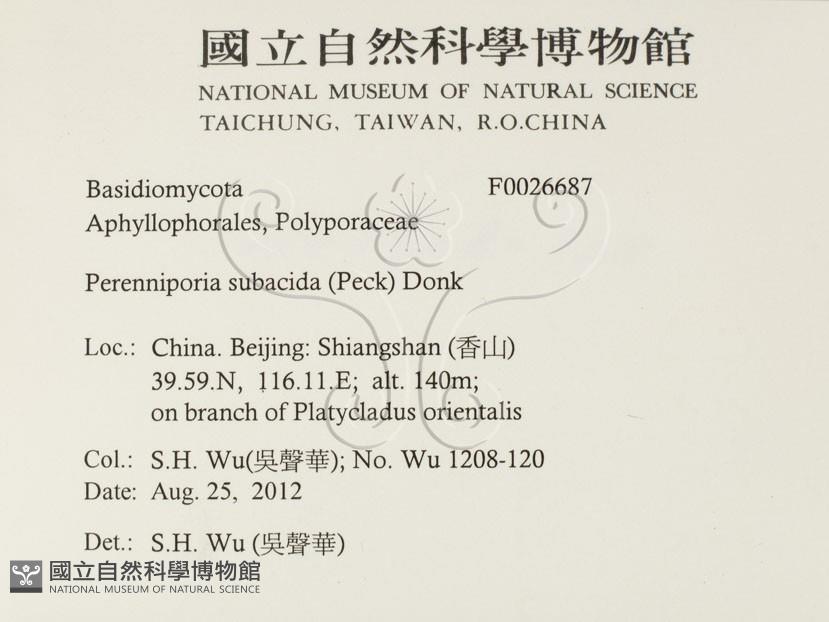 國立自然科學博物館
NATIONAL MUSEUM OF NATURAL SCIENCE
TAICHUNG, TAIWAN, R.O.CHINA
Basidiomycota F0026687
Aphyllophorales, Polyporaceae
Perenniporia subacida (Peck) Donk
Loc.: China. Beijing: Shiangshan (香山)
39.59.N, 116.11.E; alt. 140m;
on branch of Platycladus orientalis
Col.: S.H. Wu(吳聲華); No. Wu 1208-120
Date: Aug. 25, 2012
Det.: S.H. Wu (吳聲華)
國立自然科學博物館
NATIONAL MUSEUM OF NATURAL SCIENCE